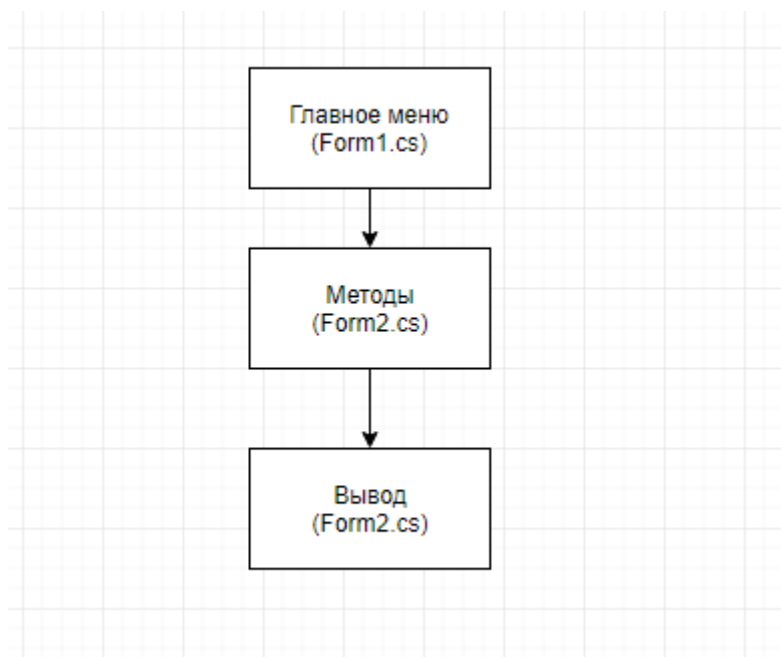 Главное меню
(Form1.cs)
Методы
(Form2.cs)
Вывод
(Form2.cs)